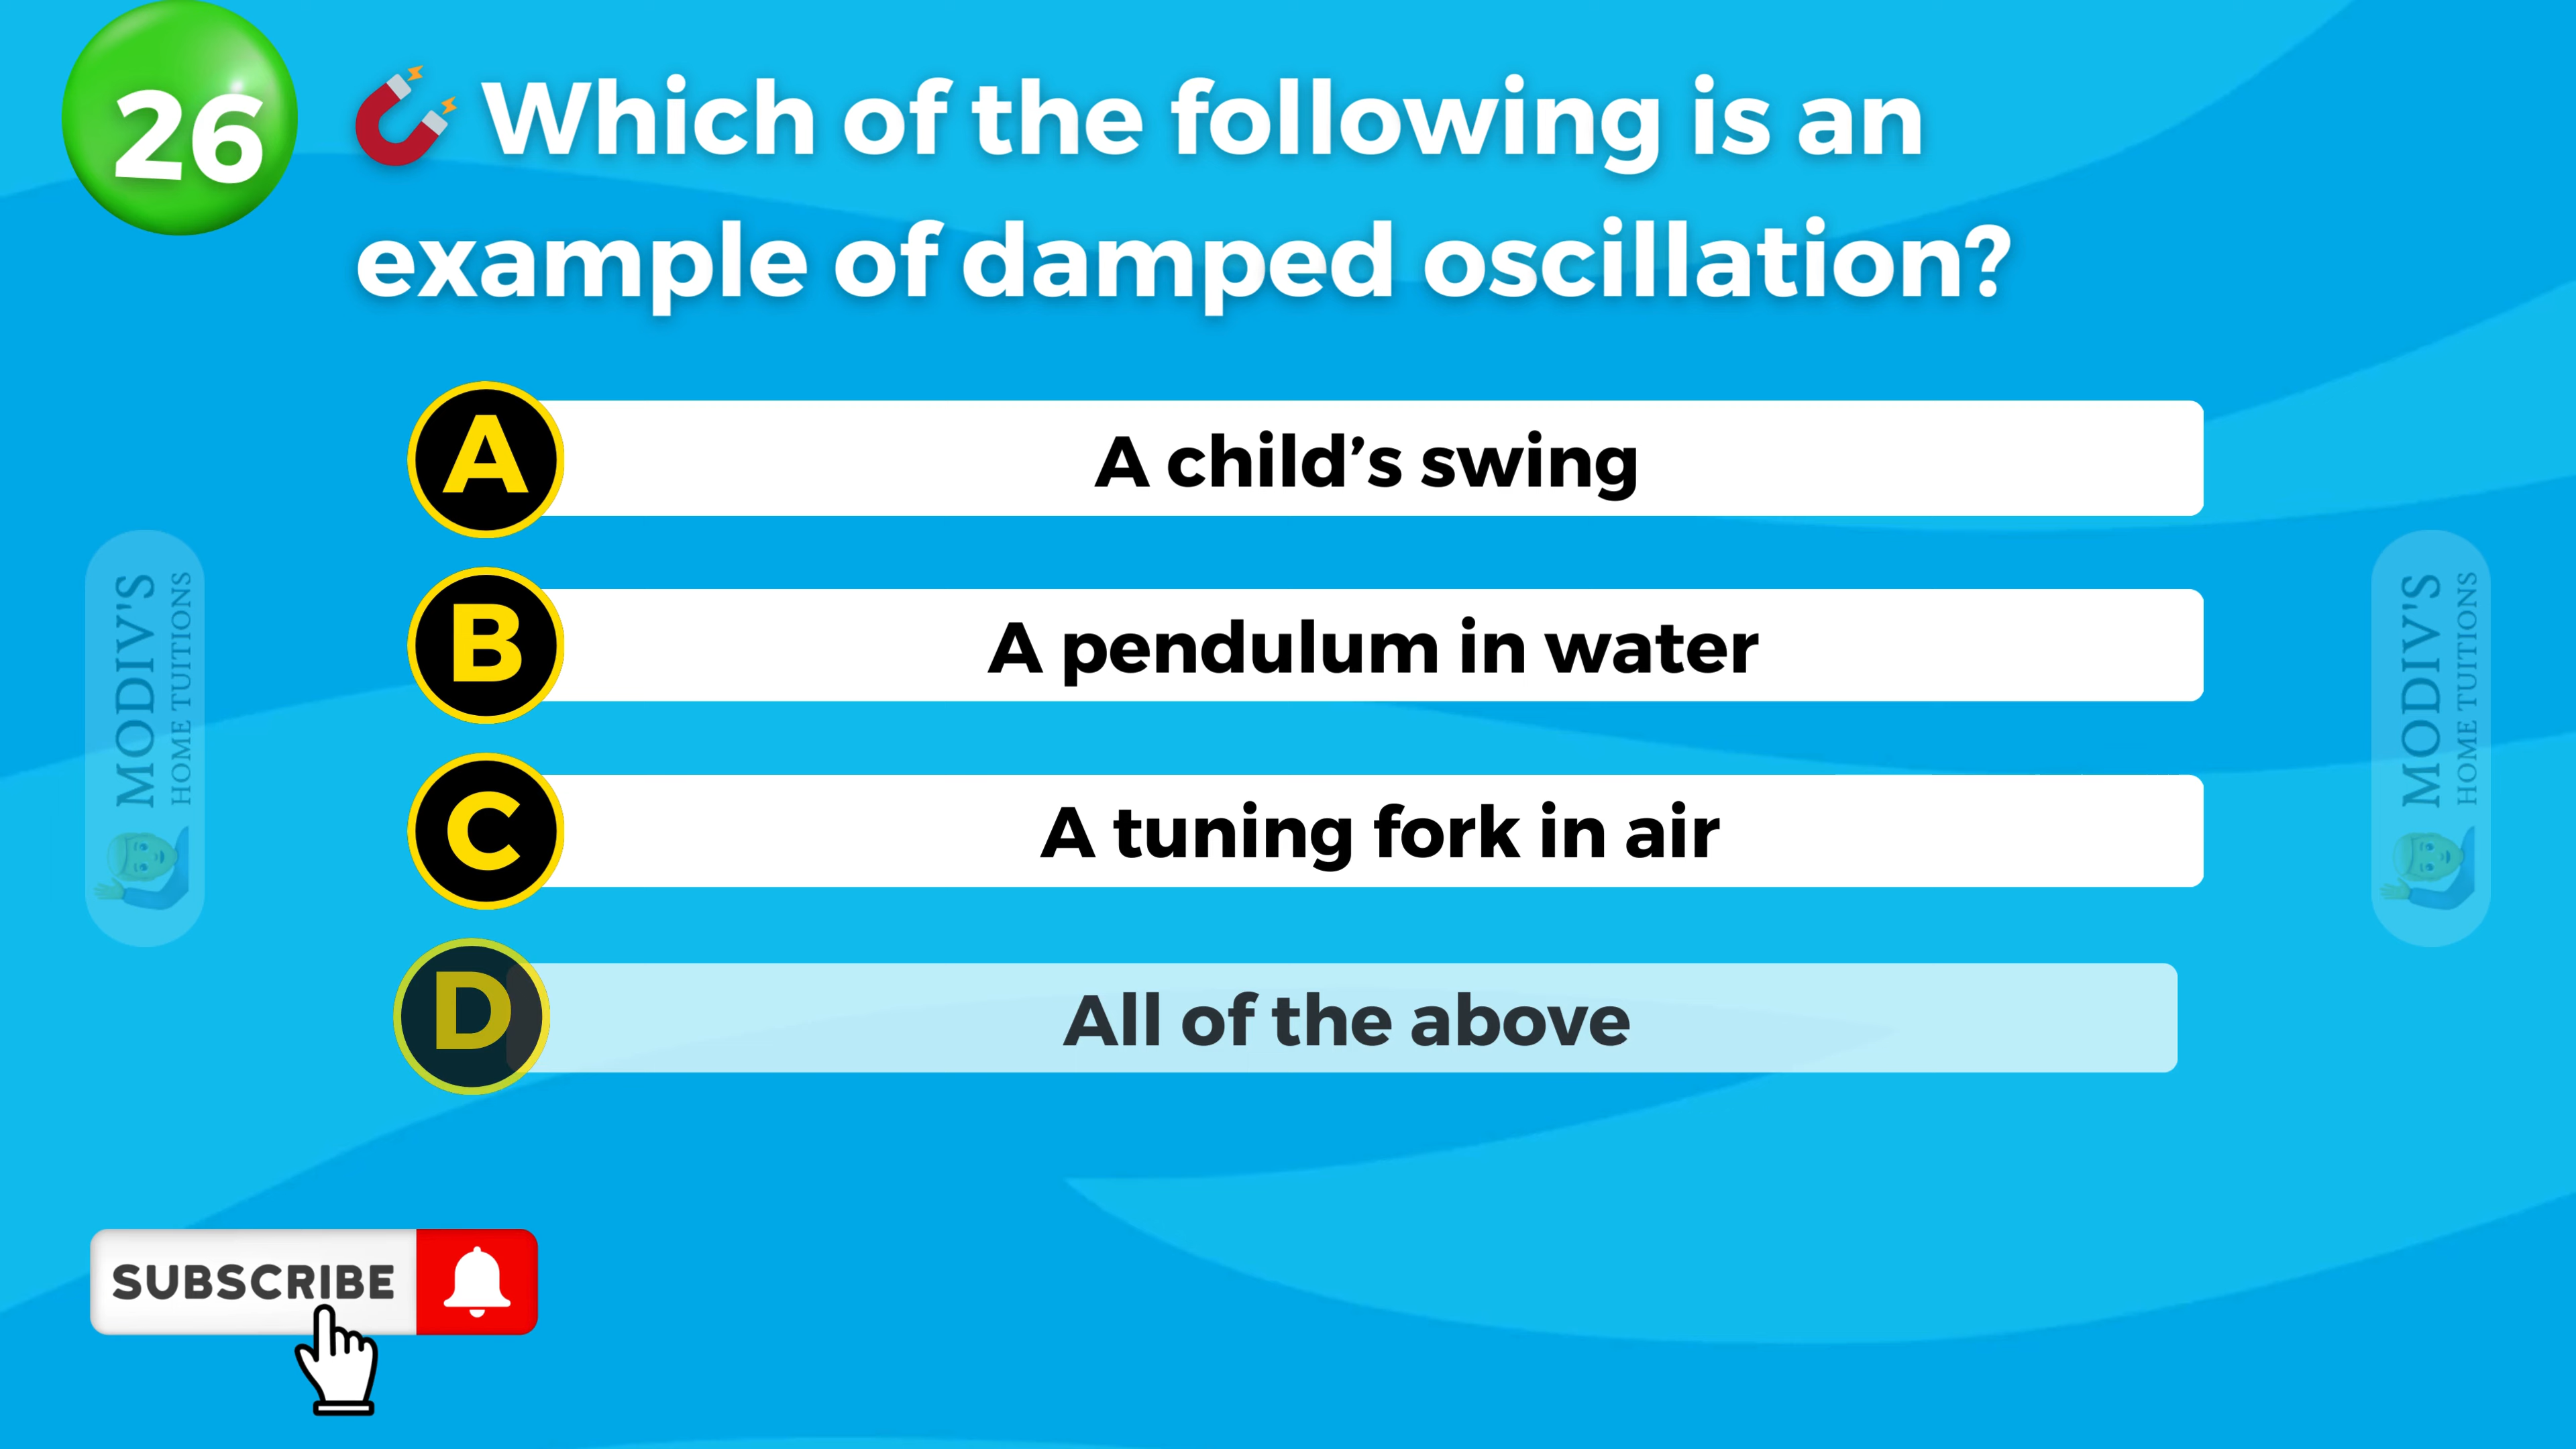 26
Which of the following is an
example of damped oscillation?
A
A child’s swing
B
A pendulum in water
C
A tuning fork in air
D
All of the above
MODIV'S
HOME TUITIONS
MODIV'S
HOME TUITIONS
SUBSCRIBE